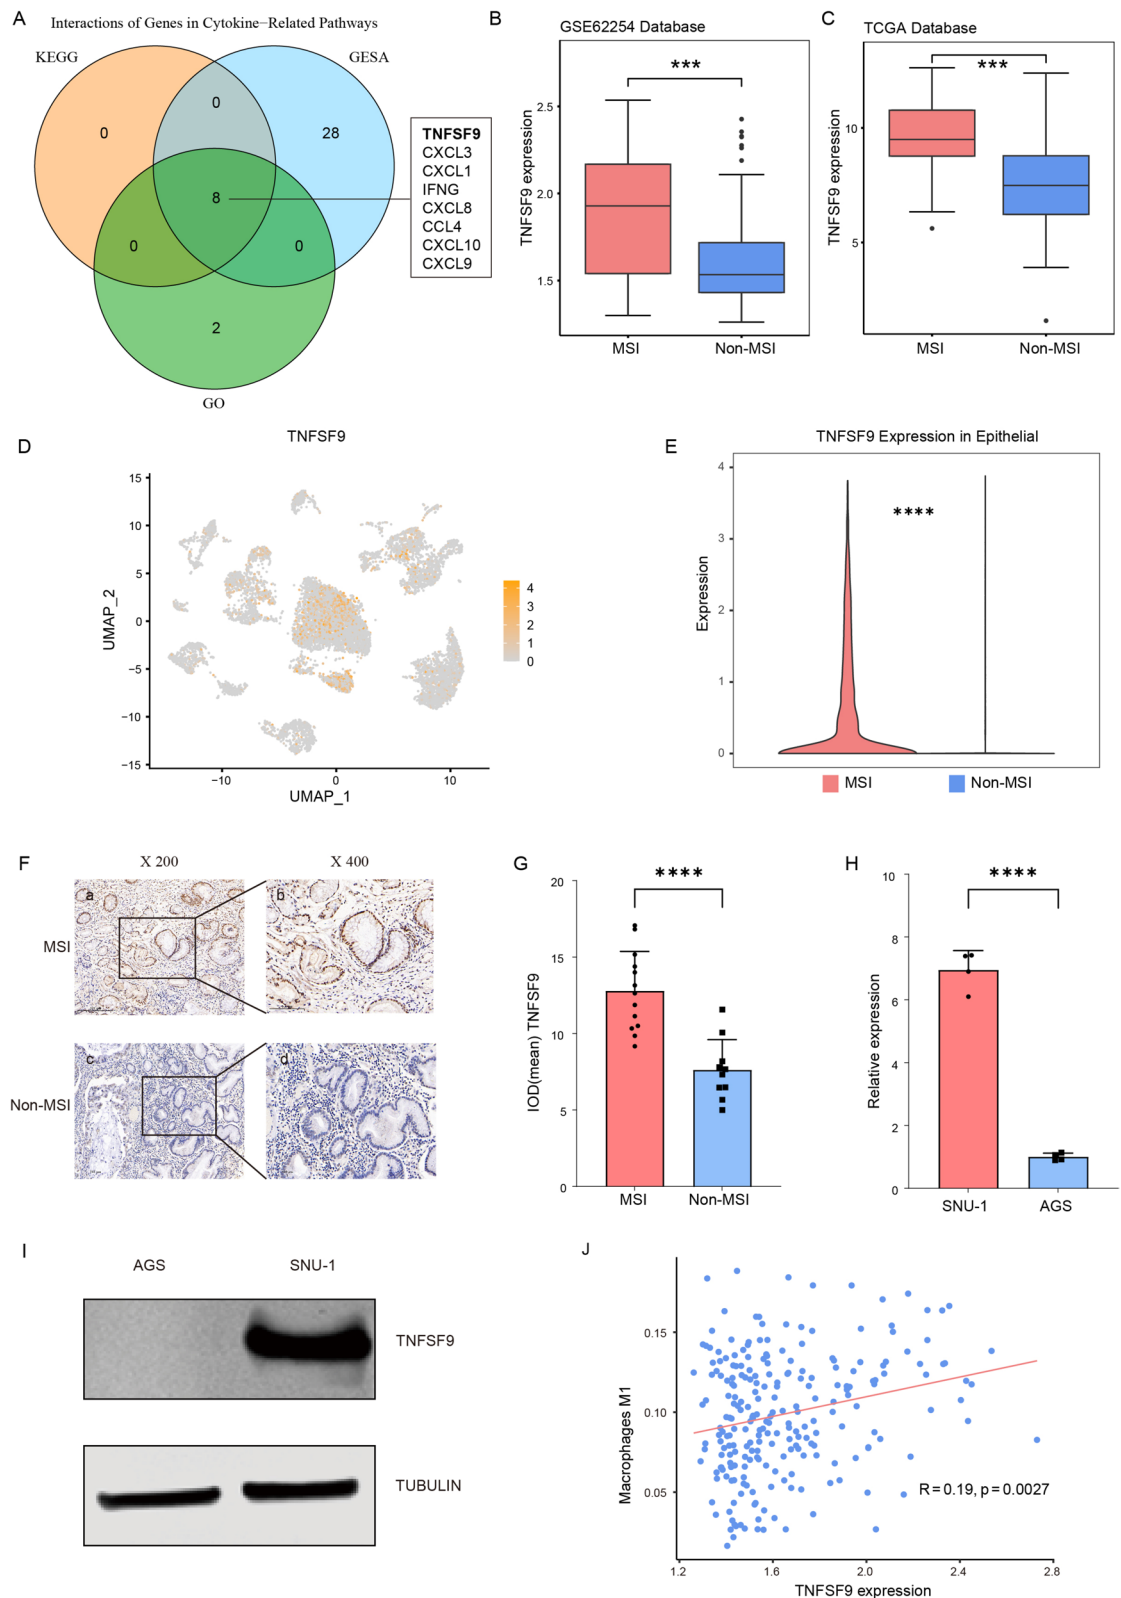 A
Interactions of Genes in Cytokine-Related Pathways
KEGG
GESA
0
0
28
8
0
0
2
GO
TNFSF9
CXCL3
CXCL1
IFNG
CXCL8
CCL4
CXCL10
CXCL9
B
GSE62254 Database
***
TNFSF9 expression
2.5
2.0
1.5
MSI
Non-MSI
C
TCGA Database
***
TNFSF9 expression
10
5
MSI
Non-MSI
D
TNFSF9
UMAP_2
15
10
5
0
−5
−10
−15
−10
0
10
UMAP_1
4
3
2
1
0
E
TNFSF9 Expression in Epithelial
****
Expression
4
3
2
1
0
MSI
Non-MSI
F
X 200
X 400
MSI
a
b
Non-MSI
c
d
G
****
IOD(mean) TNFSF9
20
15
10
5
0
MSI
Non-MSI
H
****
Relative expression
10
8
6
4
2
0
SNU-1
AGS
I
AGS
SNU-1
TNFSF9
TUBULIN
J
Macrophages M1
0.15
0.10
0.05
R=0.19, p=0.0027
1.2
1.6
2.0
2.4
2.8
TNFSF9 expression